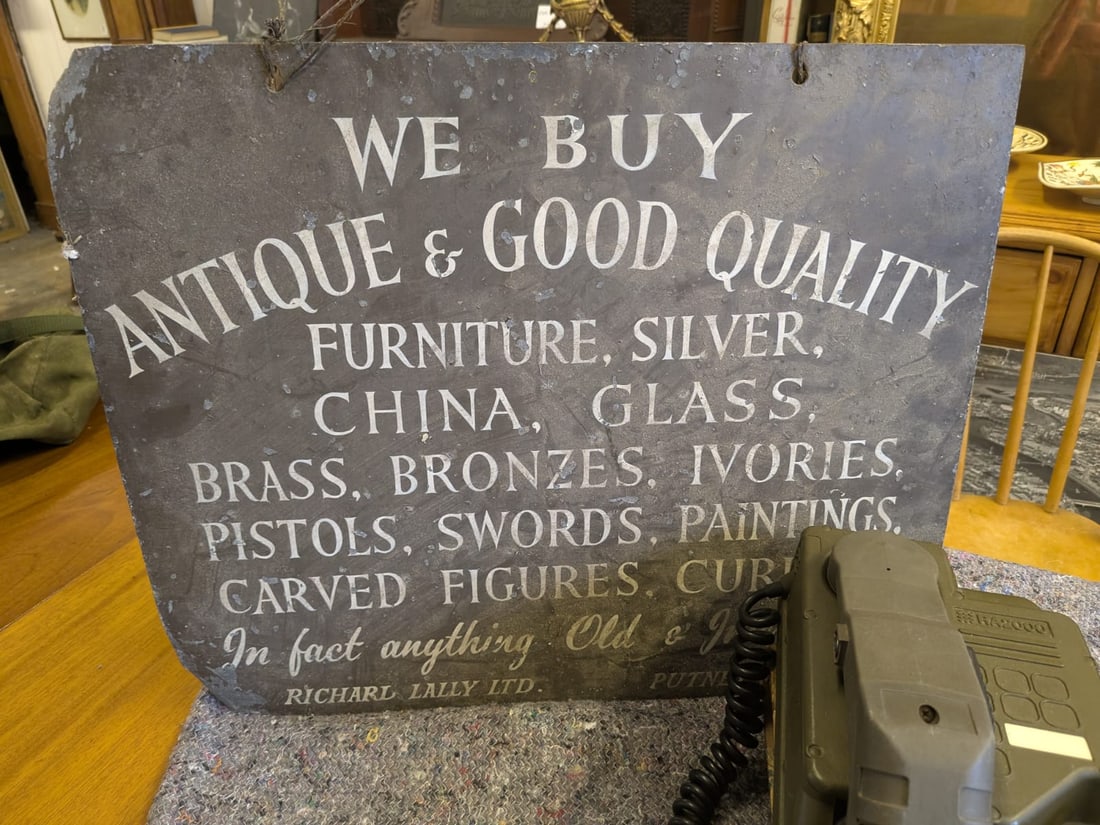 WE BUY
ANTIQUE & GOOD QUALITY
FURNITURE, SILVER,
CHINA, GLASS,
BRASS, BRONZES, IVORIES,
PISTOLS, SWORDS, PAINTINGS,
CARVED FIGURES,
In fact anything Old &
RICHARD LALLY LTD.
HA2000